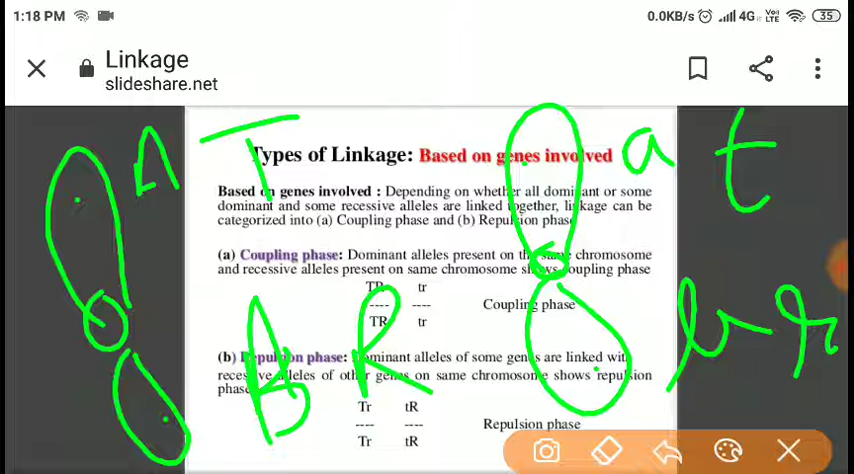 1:18 PM 0.0KB/s 4G Vo) LTE 35
Linkage
slideshare.net
A T a t
Types of Linkage: Based on genes involved
Based on genes involved : Depending on whether all dominant or some
dominant and some recessive alleles are linked together, linkage can be
categorized into (a) Coupling phase and (b) Repulsion phase
(a) Coupling phase: Dominant alleles present on the same chromosome
and recessive alleles present on same chromosome shows coupling phase
TR tr
---- ----
TR tr
Coupling phase
B R b r
(b) Repulsion phase: Dominant alleles of some genes are linked with
recessive alleles of other genes on same chromosome shows repulsion
phase
Tr tR
---- ----
Tr tR
Repulsion phase